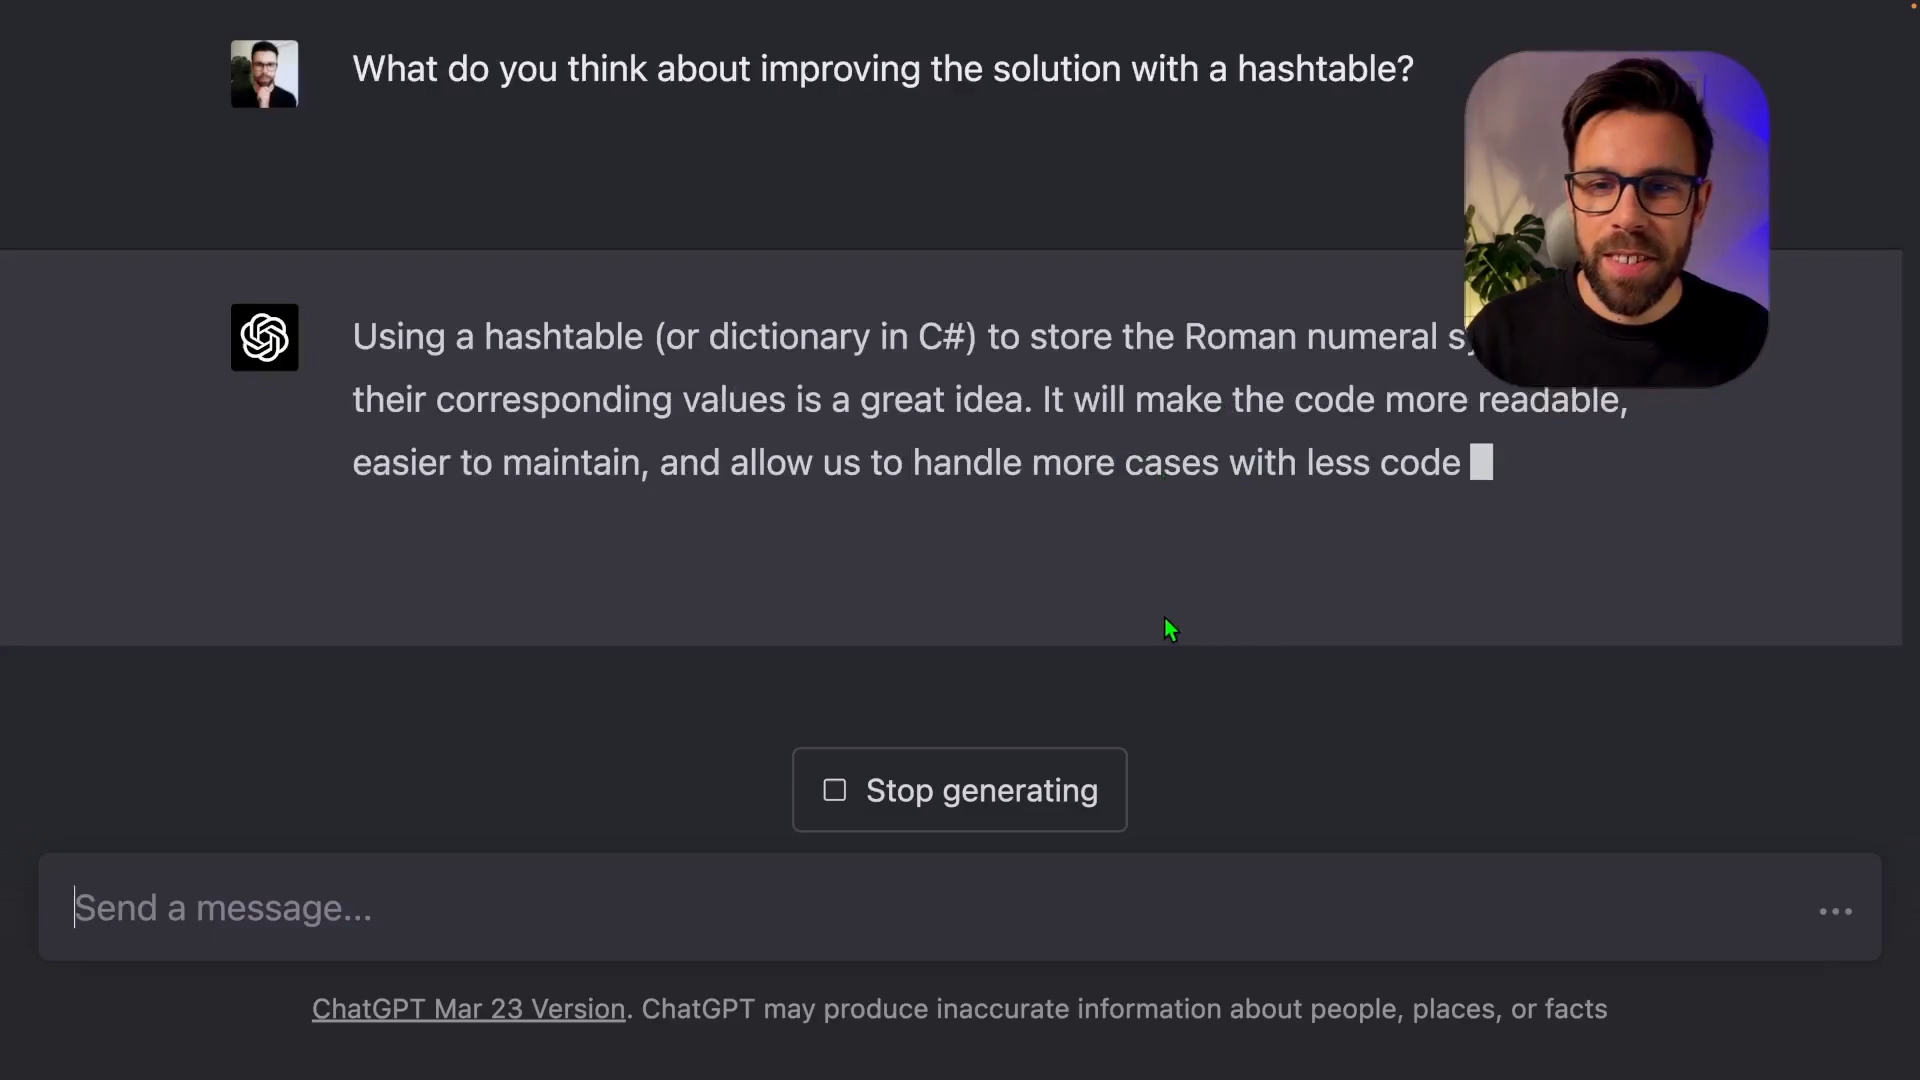 What do you think about improving the solution with a hashtable?
Using a hashtable (or dictionary in C#) to store the Roman numeral
their corresponding values is a great idea. It will make the code more readable,
easier to maintain, and allow us to handle more cases with less code
Stop generating
Send a message...
ChatGPT Mar 23 Version. ChatGPT may produce inaccurate information about people, places, or facts